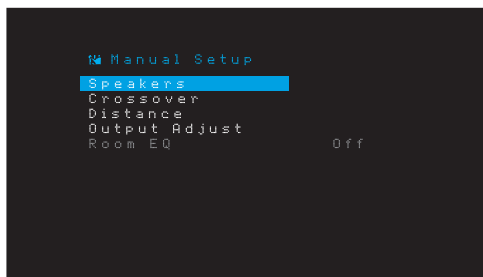 Manual Setup
Speakers
Crossover
Distance
Output Adjust
Room EQ Off